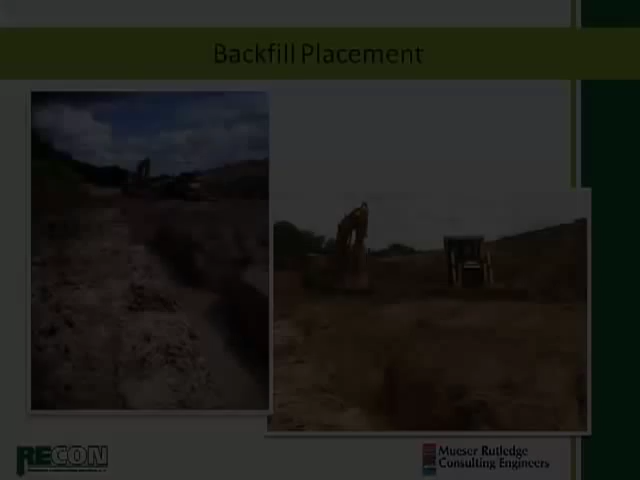 Backfill Placement
RECON
Mueser Rutledge
Consulting Engineers